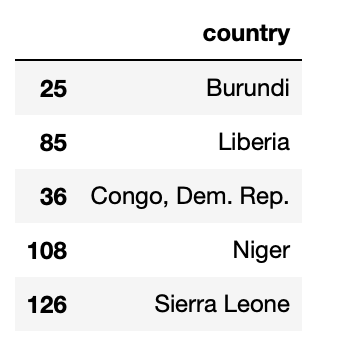 country
25 Burundi
85 Liberia
36 Congo, Dem. Rep.
108 Niger
126 Sierra Leone